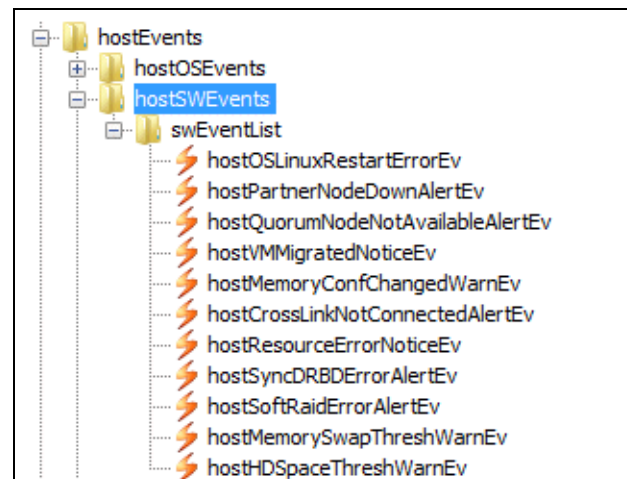 hostEvents
hostOSEvents
hostSWEvents
swEventList
hostOSLinuxRestartErrorEv
hostPartnerNodeDownAlertEv
hostQuorumNodeNotAvailableAlertEv
hostVMMigratedNoticeEv
hostMemoryConfChangedWarnEv
hostCrossLinkNotConnectedAlertEv
hostResourceErrorNoticeEv
hostSyncDRBDErrorAlertEv
hostSoftRaidErrorAlertEv
hostMemorySwapThreshWarnEv
hostHDSpaceThreshWarnEv